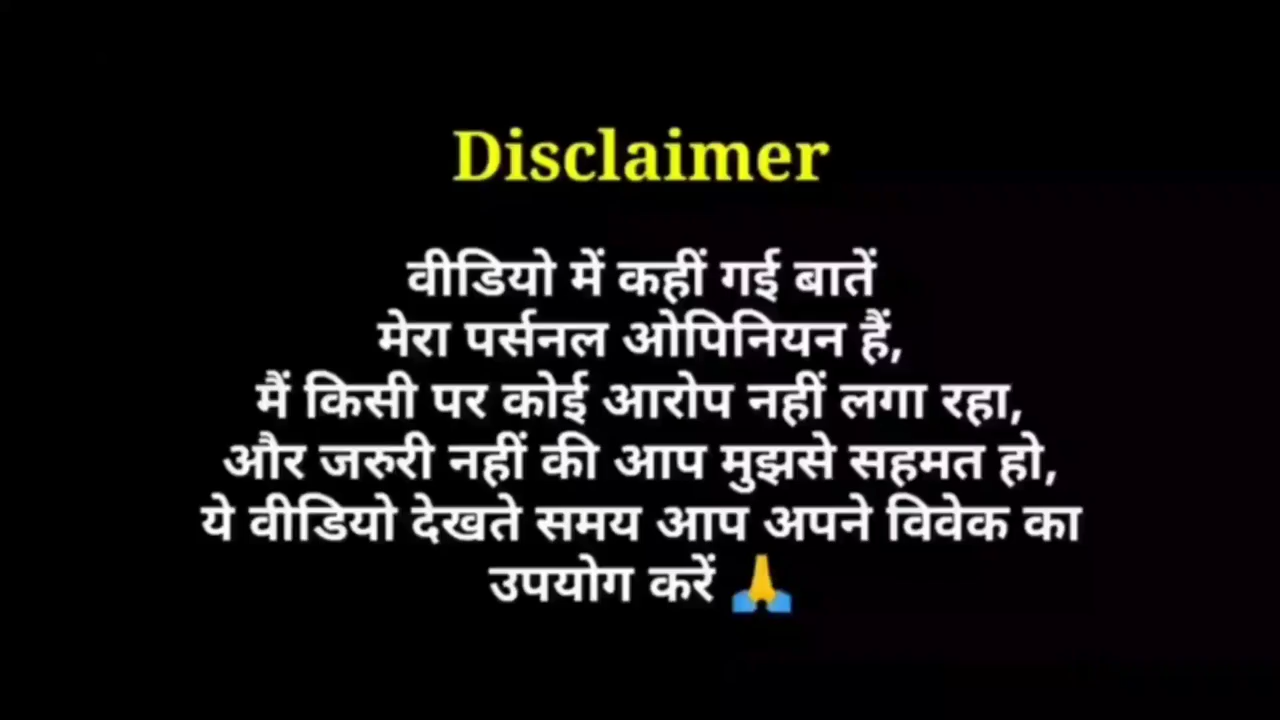 Disclaimer
वीडियो में कहीं गई बातें
मेरा पर्सनल ओपिनियन हैं,
मैं किसी पर कोई आरोप नहीं लगा रहा,
और जरुरी नहीं की आप मुझसे सहमत हो,
ये वीडियो देखते समय आप अपने विवेक का
उपयोग करें 🙏